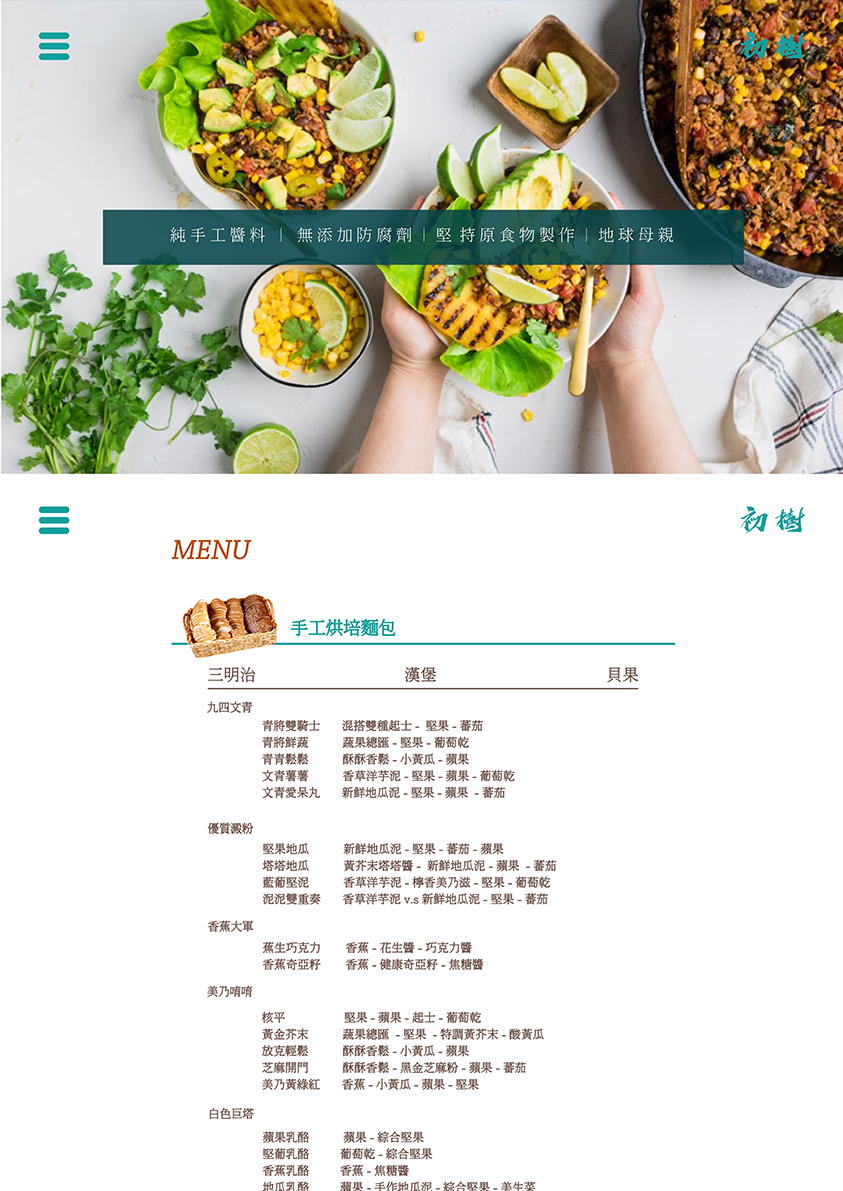 初樹
純手工醬料 | 無添加防腐劑 | 堅持原食物製作 | 地球母親
初樹
MENU
手工烘培麵包
三明治 漢堡 貝果
九四文青
青將雙騎士 混搭雙種起士 - 堅果 - 蕃茄
青將鮮蔬 蔬果總匯 - 堅果 - 葡萄乾
青青鬆鬆 酥酥香鬆 - 小黃瓜 - 蘋果
文青薯薯 香草洋芋泥 - 堅果 - 蘋果 - 葡萄乾
文青愛呆丸 新鮮地瓜泥 - 堅果 - 蘋果 - 蕃茄
優質澱粉
堅果地瓜 新鮮地瓜泥 - 堅果 - 蕃茄 - 蘋果
塔塔地瓜 黃芥末塔塔醬 - 新鮮地瓜泥 - 蘋果 - 蕃茄
藍葡堅泥 香草洋芋泥 - 檸香美乃滋 - 堅果 - 葡萄乾
泥泥雙重奏 香草洋芋泥 v.s 新鮮地瓜泥 - 堅果 - 蕃茄
香蕉大軍
蕉生巧克力 香蕉 - 花生醬 - 巧克力醬
香蕉奇亞籽 香蕉 - 健康奇亞籽 - 焦糖醬
美乃唷唷
核平 堅果 - 蘋果 - 起士 - 葡萄乾
黃金芥末 蔬果總匯 - 堅果 - 特調黃芥末 - 酸黃瓜
放克輕鬆 酥酥香鬆 - 小黃瓜 - 蘋果
芝麻開門 酥酥香鬆 - 黑金芝麻粉 - 蘋果 - 蕃茄
美乃黃綠紅 香蕉 - 小黃瓜 - 蘋果 - 堅果
白色巨塔
蘋果乳酪 蘋果 - 綜合堅果
堅葡乳酪 葡萄乾 - 綜合堅果
香蕉乳酪 香蕉 - 焦糖醬
地瓜乳酪 蘋果 - 手作地瓜泥 - 綜合堅果 - 美生菜